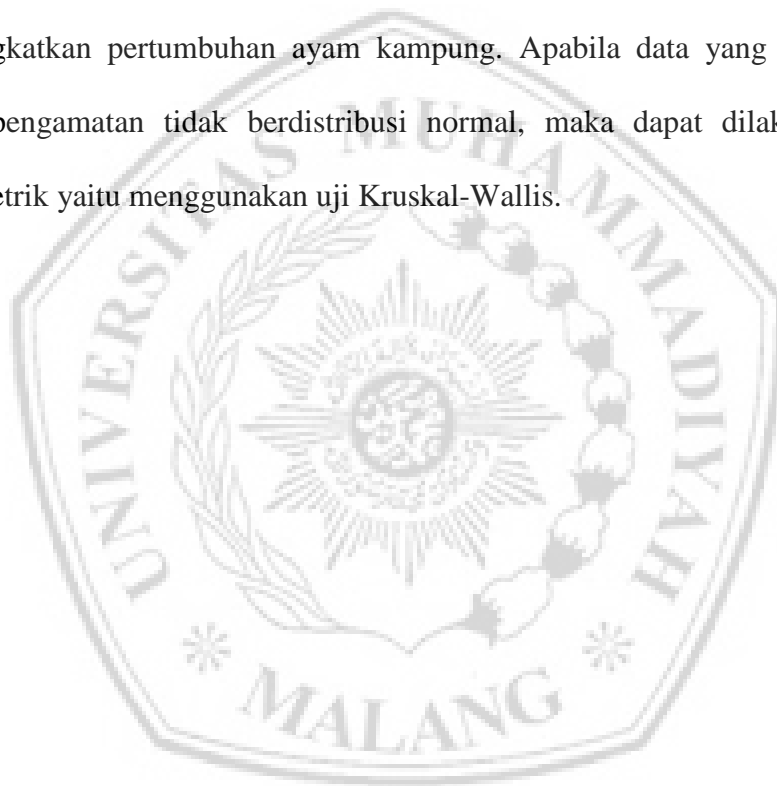 gkatkan pertumbuhan ayam kampung. Apabila data yang
pengamatan tidak berdistribusi normal, maka dapat dilak
etrik yaitu menggunakan uji Kruskal-Wallis.
UNIVERSITAS MUHAMMADIYAH
MALANG